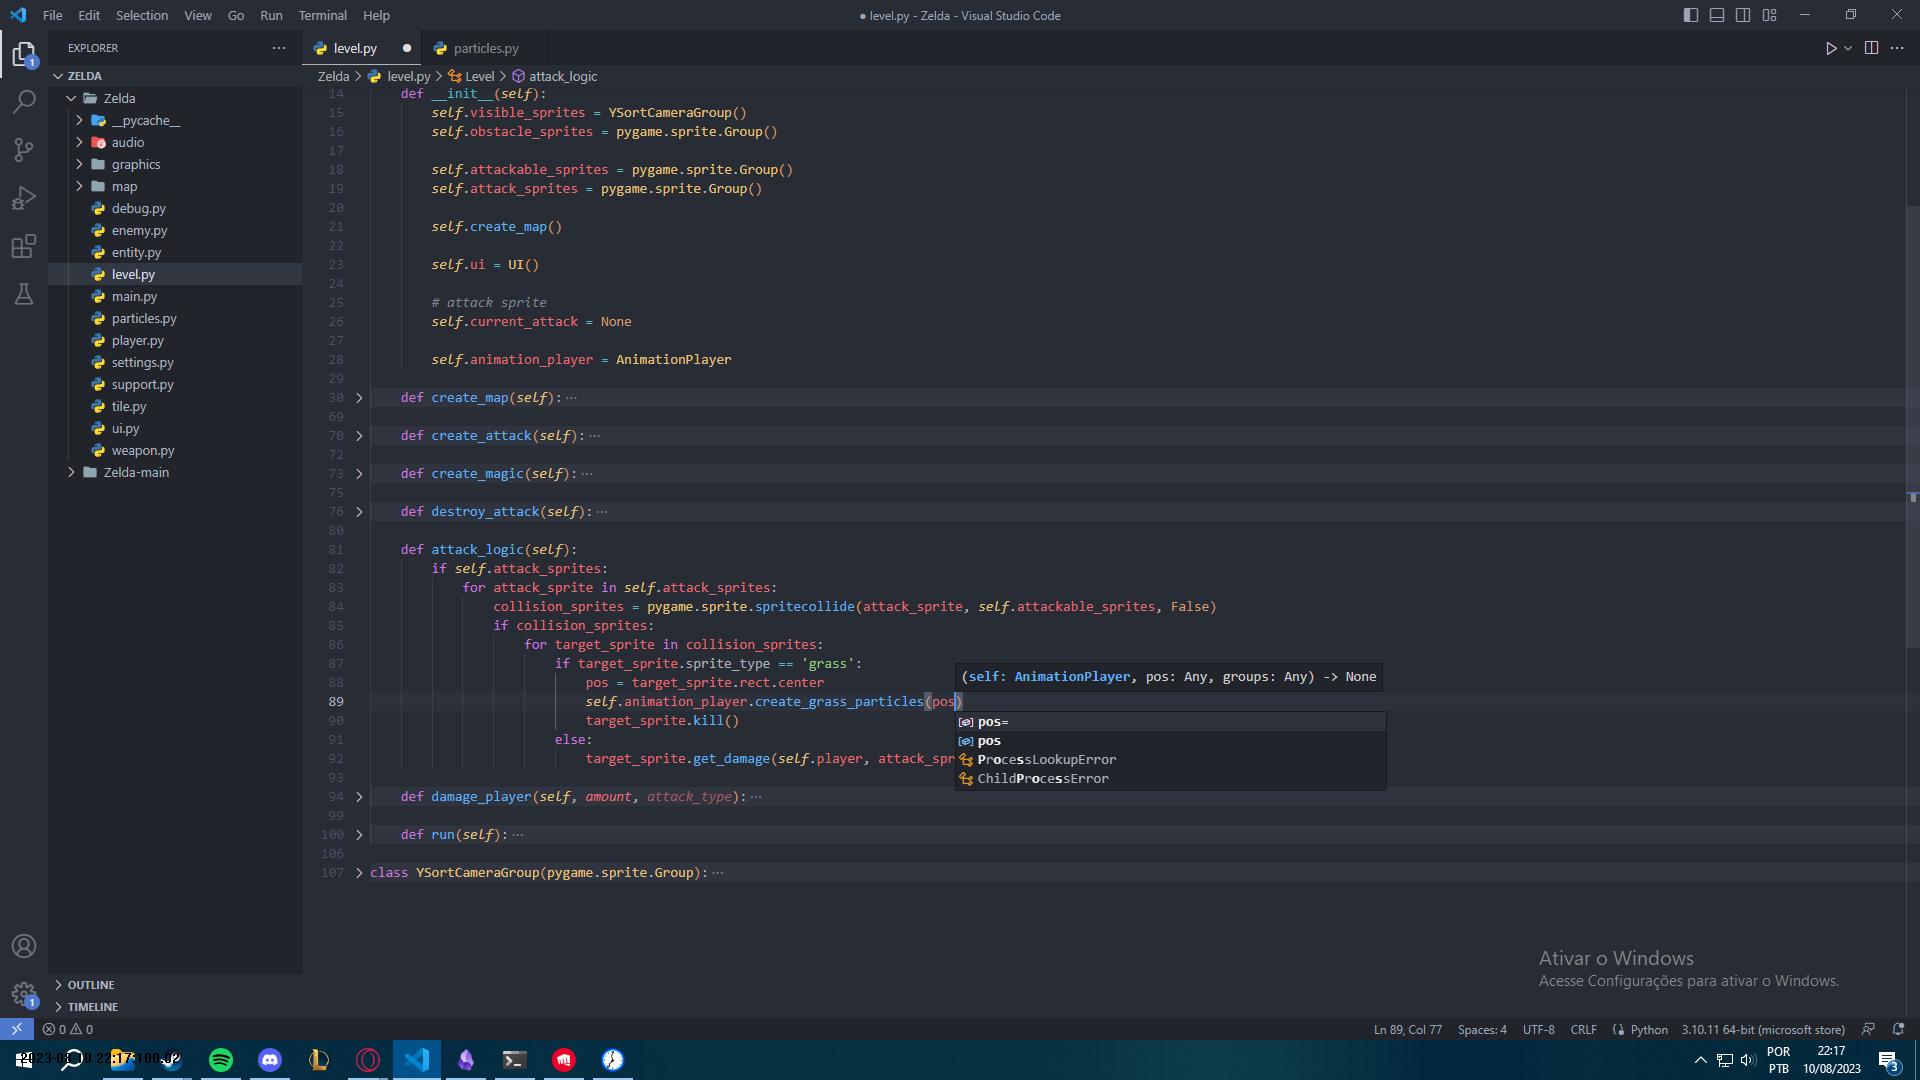 File Edit Selection View Go Run Terminal Help
● level.py - Zelda - Visual Studio Code
EXPLORER
level.py
particles.py
ZELDA
Zelda > level.py > Level > attack_logic
Zelda
__pycache__
audio
graphics
map
debug.py
enemy.py
entity.py
level.py
main.py
particles.py
player.py
settings.py
support.py
tile.py
ui.py
weapon.py
Zelda-main
OUTLINE
TIMELINE
14 def __init__(self):
15 self.visible_sprites = YSortCameraGroup()
16 self.obstacle_sprites = pygame.sprite.Group()
17
18 self.attackable_sprites = pygame.sprite.Group()
19 self.attack_sprites = pygame.sprite.Group()
20
21 self.create_map()
22
23 self.ui = UI()
24
25 # attack sprite
26 self.current_attack = None
27
28 self.animation_player = AnimationPlayer
29
30 def create_map(self): ···
69
70 def create_attack(self): ···
72
73 def create_magic(self): ···
75
76 def destroy_attack(self): ···
80
81 def attack_logic(self):
82 if self.attack_sprites:
83 for attack_sprite in self.attack_sprites:
84 collision_sprites = pygame.sprite.spritecollide(attack_sprite, self.attackable_sprites, False)
85 if collision_sprites:
86 for target_sprite in collision_sprites:
87 if target_sprite.sprite_type == 'grass':
88 pos = target_sprite.rect.center
89 self.animation_player.create_grass_particles(pos)
90 target_sprite.kill()
91 else:
92 target_sprite.get_damage(self.player, attack_spr
93
94 def damage_player(self, amount, attack_type): ···
99
100 def run(self): ···
106
107 class YSortCameraGroup(pygame.sprite.Group): ···
(self: AnimationPlayer, pos: Any, groups: Any) -> None
pos=
pos
ProcessLookupError
ChildProcessError
Ativar o Windows
Acesse Configurações para ativar o Windows.
0 0
Ln 89, Col 77 Spaces: 4 UTF-8 CRLF Python 3.10.11 64-bit (microsoft store)
2023-08-10 22:17:100.02
POR
PTB
22:17
10/08/2023
3
1
1